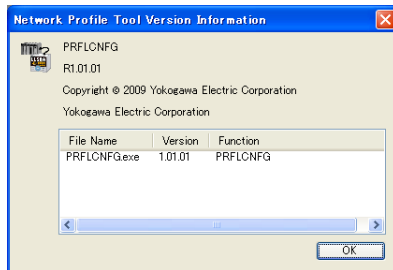 Network Profile Tool Version Information
PRFLCNFG
R1.01.01
Copyright © 2009 Yokogawa Electric Corporation
Yokogawa Electric Corporation
File Name Version Function
PRFLCNFG.exe 1.01.01 PRFLCNFG
OK